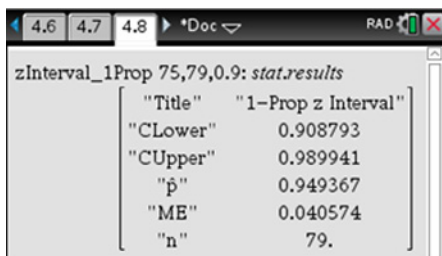 4.6 4.7 4.8 *Doc RAD
zInterval_1Prop 75,79,0.9: stat.results
"Title" "1-Prop z Interval"
"CLower" 0.908793
"CUpper" 0.989941
"p̂" 0.949367
"ME" 0.040574
"n" 79.